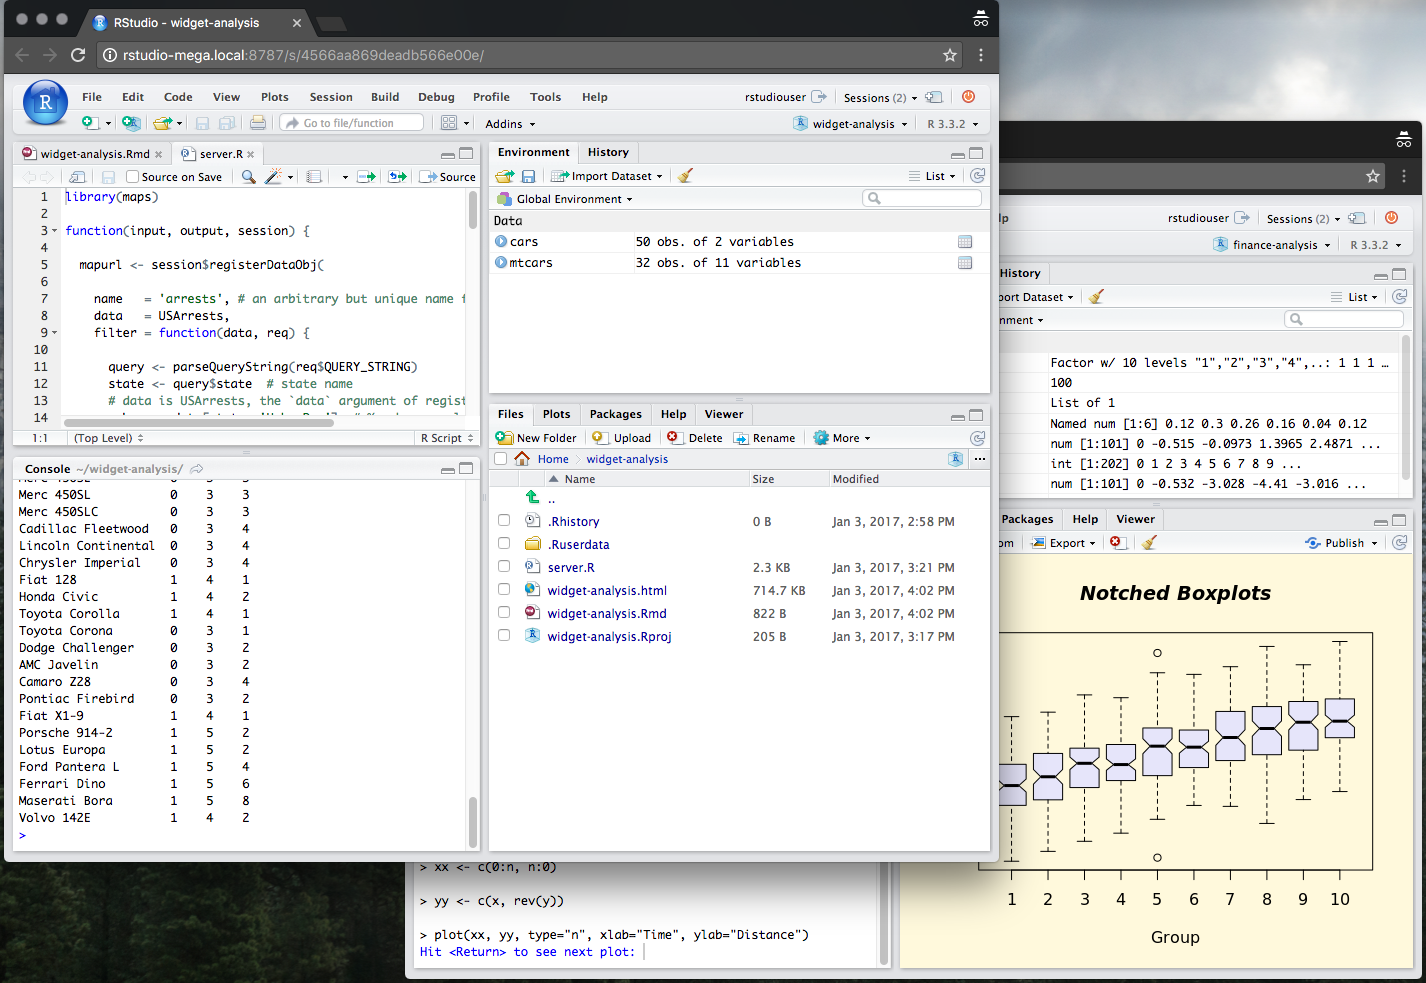 RStudio - widget-analysis
rstudio-mega.local:8787/s/4566aa869deadb566e00e/
File Edit Code View Plots Session Build Debug Profile Tools Help
rstudiouser Sessions (2)
Go to file/function Addins
widget-analysis R 3.3.2
widget-analysis.Rmd server.R
Source on Save Source
1 library(maps)
2
3 function(input, output, session) {
4
5 mapurl <- session$registerDataObj(
6
7 name = 'arrests', # an arbitrary but unique name
8 data = USArrests,
9 filter = function(data, req) {
10
11 query <- parseQueryString(req$QUERY_STRING)
12 state <- query$state # state name
13 # data is USArrests, the `data` argument of regist
14
1:1 (Top Level) R Script
Console ~/widget-analysis/
Merc 450SL 0 3 3
Merc 450SLC 0 3 3
Cadillac Fleetwood 0 3 4
Lincoln Continental 0 3 4
Chrysler Imperial 0 3 4
Fiat 128 1 4 1
Honda Civic 1 4 2
Toyota Corolla 1 4 1
Toyota Corona 0 3 1
Dodge Challenger 0 3 2
AMC Javelin 0 3 2
Camaro Z28 0 3 4
Pontiac Firebird 0 3 2
Fiat X1-9 1 4 1
Porsche 914-2 1 5 2
Lotus Europa 1 5 2
Ford Pantera L 1 5 4
Ferrari Dino 1 5 6
Maserati Bora 1 5 8
Volvo 142E 1 4 2
>
Environment History
Import Dataset List
Global Environment
Data
cars 50 obs. of 2 variables
mtcars 32 obs. of 11 variables
Files Plots Packages Help Viewer
New Folder Upload Delete Rename More
Home widget-analysis
Name Size Modified
..
.Rhistory 0 B Jan 3, 2017, 2:58 PM
.Ruserdata
server.R 2.3 KB Jan 3, 2017, 3:21 PM
widget-analysis.html 714.7 KB Jan 3, 2017, 4:02 PM
widget-analysis.Rmd 822 B Jan 3, 2017, 4:02 PM
widget-analysis.Rproj 205 B Jan 3, 2017, 3:17 PM
lp rstudiouser Sessions (2)
finance-analysis R 3.3.2
History
ort Dataset List
nment
Factor w/ 10 levels "1","2","3","4",..: 1 1 1 …
100
List of 1
Named num [1:6] 0.12 0.3 0.26 0.16 0.04 0.12
num [1:101] 0 -0.515 -0.0973 1.3965 2.4871 ...
int [1:202] 0 1 2 3 4 5 6 7 8 9 ...
num [1:101] 0 -0.532 -3.028 -4.41 -3.016 ...
Packages Help Viewer
om Export Publish
Notched Boxplots
1 2 3 4 5 6 7 8 9 10
Group
> xx <- c(0:n, n:0)
> yy <- c(x, rev(y))
> plot(xx, yy, type="n", xlab="Time", ylab="Distance")
Hit <Return> to see next plot: